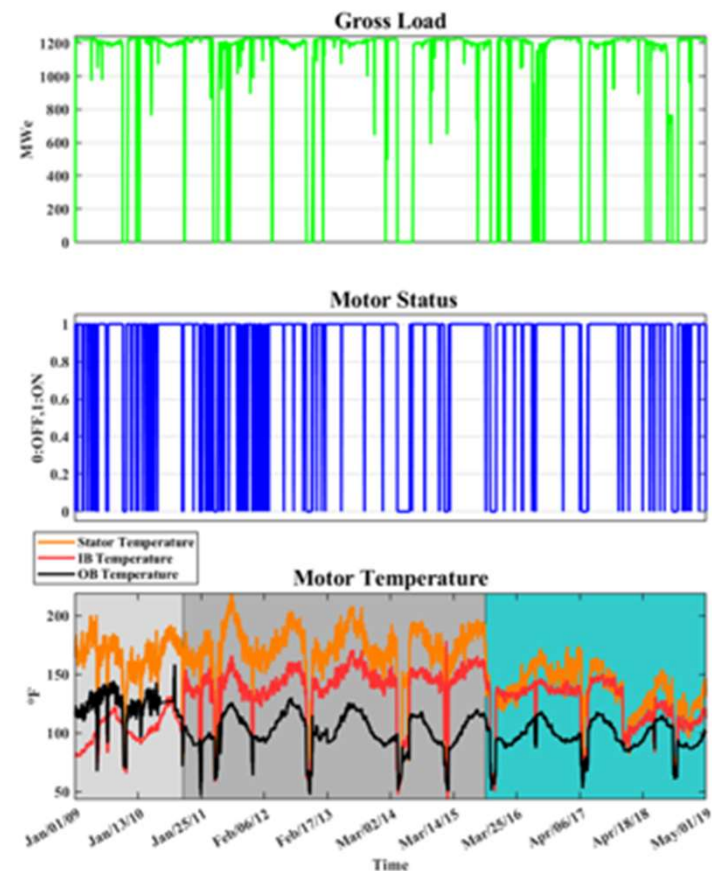 Gross Load
1200
1000
800
600
400
200
0
MWe
Motor Status
1
0.8
0.6
0.4
0.2
0
0:OFF,1:ON
Stator Temperature
IB Temperature
OB Temperature
Motor Temperature
200
150
100
50
°F
Jan/01/09
Jan/13/10
Jan/25/11
Feb/06/12
Feb/17/13
Mar/02/14
Mar/14/15
Mar/25/16
Apr/06/17
Apr/18/18
May/01/19
Time